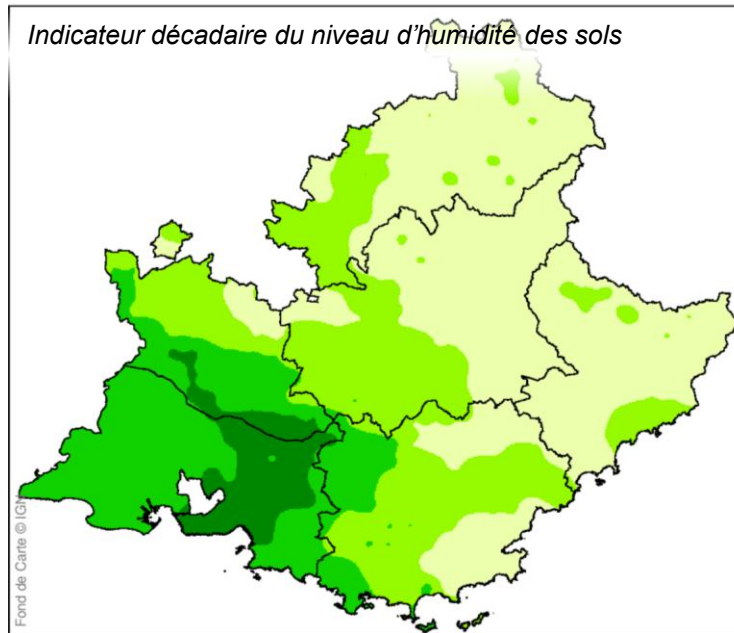 Indicateur décadaire du niveau d’humidité des sols
Fond de Carte © IGN